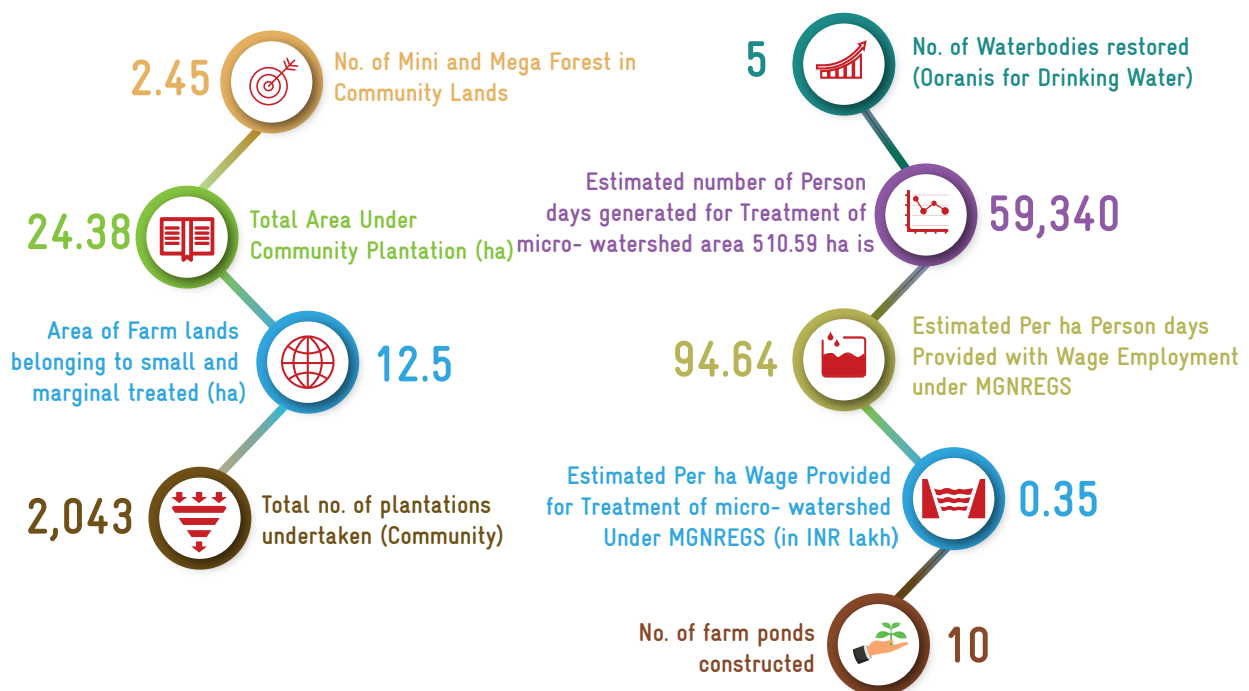 2.45
No. of Mini and Mega Forest in
Community Lands
24.38
Total Area Under
Community Plantation (ha)
Area of Farm lands
belonging to small and
marginal treated (ha)
12.5
2,043
Total no. of plantations
undertaken (Community)
5
No. of Waterbodies restored
(Ooranis for Drinking Water)
Estimated number of Person
days generated for Treatment of
micro- watershed area 510.59 ha is
59,340
94.64
Estimated Per ha Person days
Provided with Wage Employment
under MGNREGS
Estimated Per ha Wage Provided
for Treatment of micro- watershed
Under MGNREGS (in INR lakh)
0.35
No. of farm ponds
constructed
10